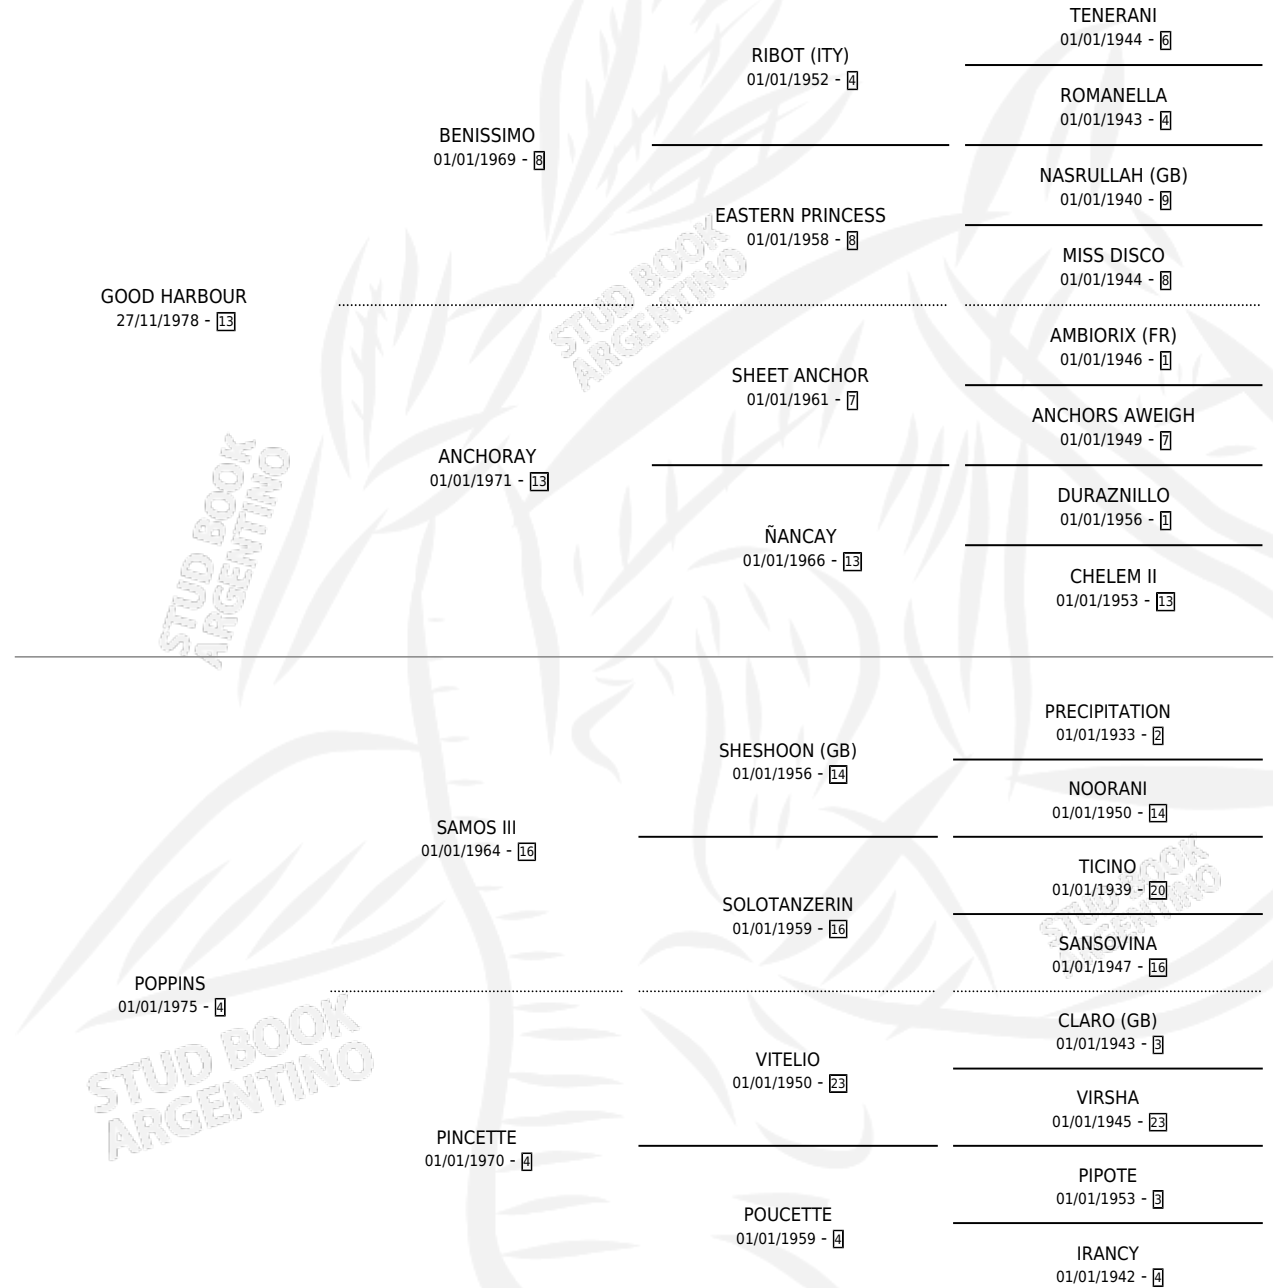 TENERANI
01/01/1944 - 6
RIBOT (ITY)
01/01/1952 - 4
ROMANELLA
01/01/1943 - 4
BENISSIMO
01/01/1969 - 8
NASRULLAH (GB)
01/01/1940 - 9
EASTERN PRINCESS
01/01/1958 - 8
MISS DISCO
01/01/1944 - 8
GOOD HARBOUR
27/11/1978 - 13
AMBIORIX (FR)
01/01/1946 - 1
SHEET ANCHOR
01/01/1961 - 7
ANCHORS AWEIGH
01/01/1949 - 7
ANCHORAY
01/01/1971 - 13
DURAZNILLO
01/01/1956 - 1
ÑANCAY
01/01/1966 - 13
CHELEM II
01/01/1953 - 13
PRECIPITATION
01/01/1933 - 2
SHESHOON (GB)
01/01/1956 - 14
NOORANI
01/01/1950 - 14
SAMOS III
01/01/1964 - 16
TICINO
01/01/1939 - 20
SOLOTANZERIN
01/01/1959 - 16
SANSOVINA
01/01/1947 - 16
POPPINS
01/01/1975 - 4
CLARO (GB)
01/01/1943 - 3
VITELIO
01/01/1950 - 23
VIRSHA
01/01/1945 - 23
PINCETTE
01/01/1970 - 4
PIPOTE
01/01/1953 - 3
POUCETTE
01/01/1959 - 4
IRANCY
01/01/1942 - 4
STUD BOOK
ARGENTINO
STUD BOOK
ARGENTINO
STUD BOOK
ARGENTINO
STUD BOOK
ARGENTINO